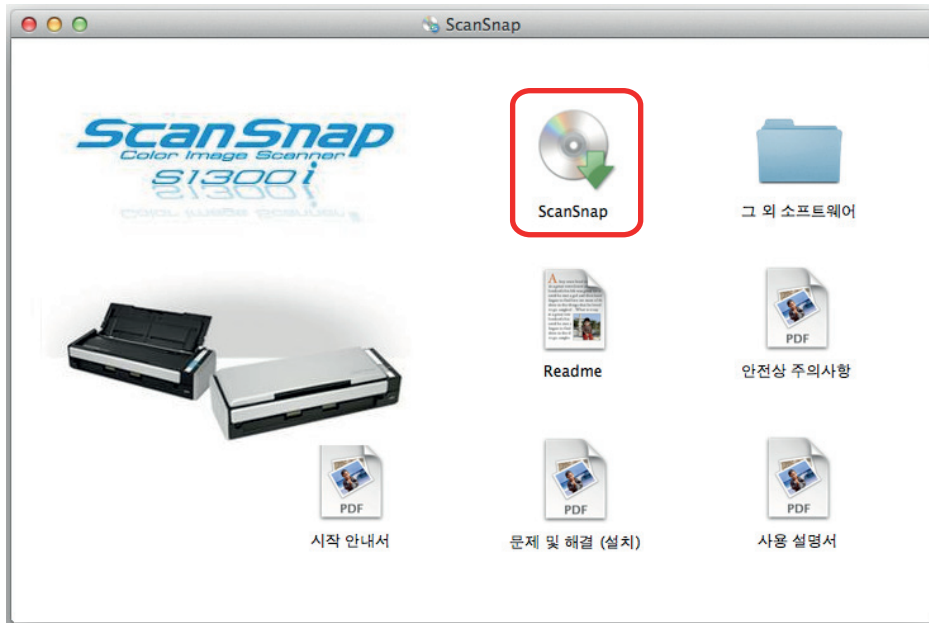 ScanSnap
ScanSnap
Color Image Scanner
S1300i
ScanSnap
그 외 소프트웨어
Readme
PDF
안전상 주의사항
PDF
시작 안내서
PDF
문제 및 해결 (설치)
PDF
사용 설명서